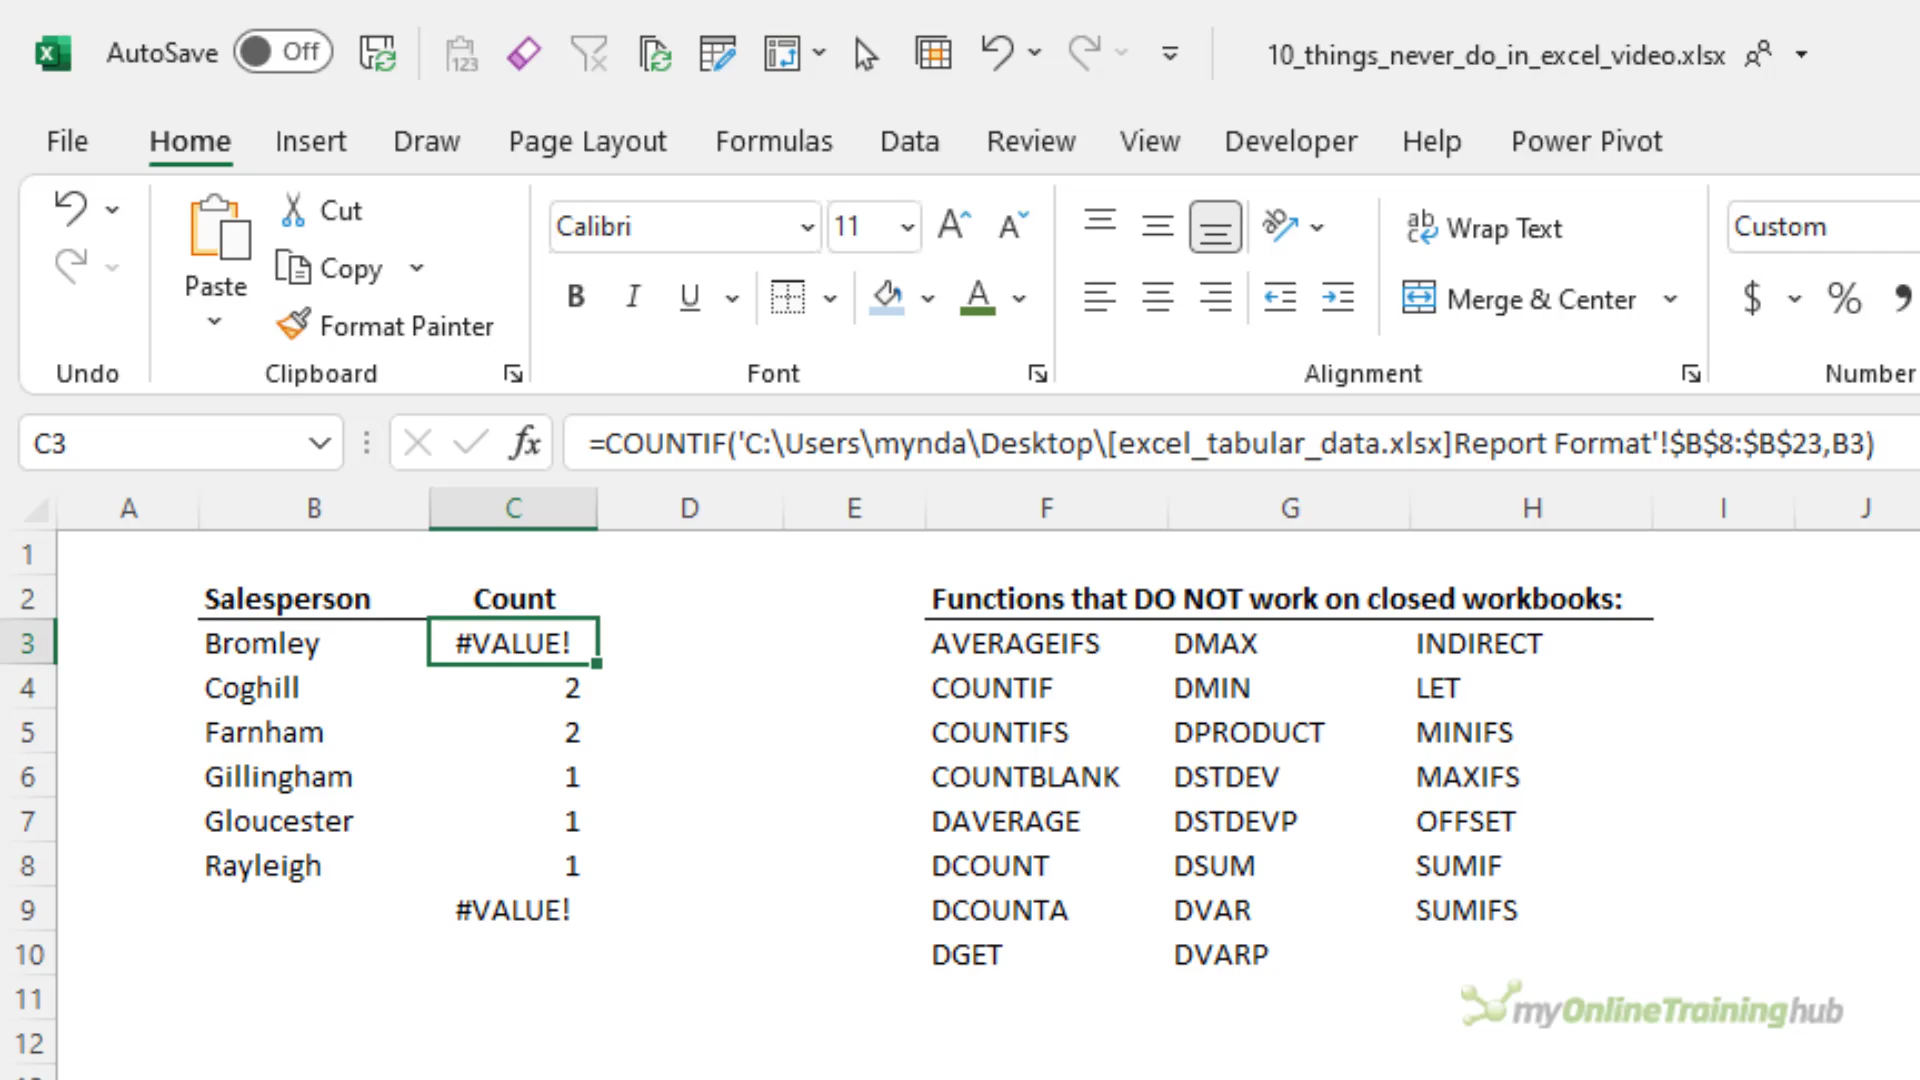 AutoSave Off 10_things_never_do_in_excel_video.xlsx
File Home Insert Draw Page Layout Formulas Data Review View Developer Help Power Pivot
Paste
Cut
Copy
Format Painter
Calibri 11
B I U
ab Wrap Text
Merge & Center
Custom
$ % ,
Undo Clipboard Font Alignment Number
C3 fx =COUNTIF('C:\Users\mynda\Desktop\[excel_tabular_data.xlsx]Report Format'!$B$8:$B$23,B3)
A B C D E F G H I J
1
2 Salesperson Count Functions that DO NOT work on closed workbooks:
3 Bromley #VALUE! AVERAGEIFS DMAX INDIRECT
4 Coghill 2 COUNTIF DMIN LET
5 Farnham 2 COUNTIFS DPRODUCT MINIFS
6 Gillingham 1 COUNTBLANK DSTDEV MAXIFS
7 Gloucester 1 DAVERAGE DSTDEVP OFFSET
8 Rayleigh 1 DCOUNT DSUM SUMIF
9 #VALUE! DCOUNTA DVAR SUMIFS
10 DGET DVARP
11
12
myOnlineTraininghub